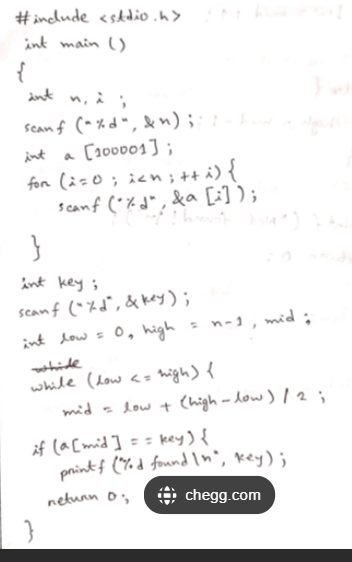 #include <stdio.h>
int main ()
{
int n, i ;
scanf ("%d", &n) ;
int a [100001] ;
for (i=0 ; i<n ; ++i) {
scanf ("%d", &a [i] ) ;
}
int key ;
scanf ("%d", &key) ;
int low = 0, high = n-1, mid ;
while
while (low <= high) {
mid = low + (high - low) / 2 ;
if (a[mid] == key) {
printf ("%d found\n", key) ;
return 0 ;
chegg.com
}